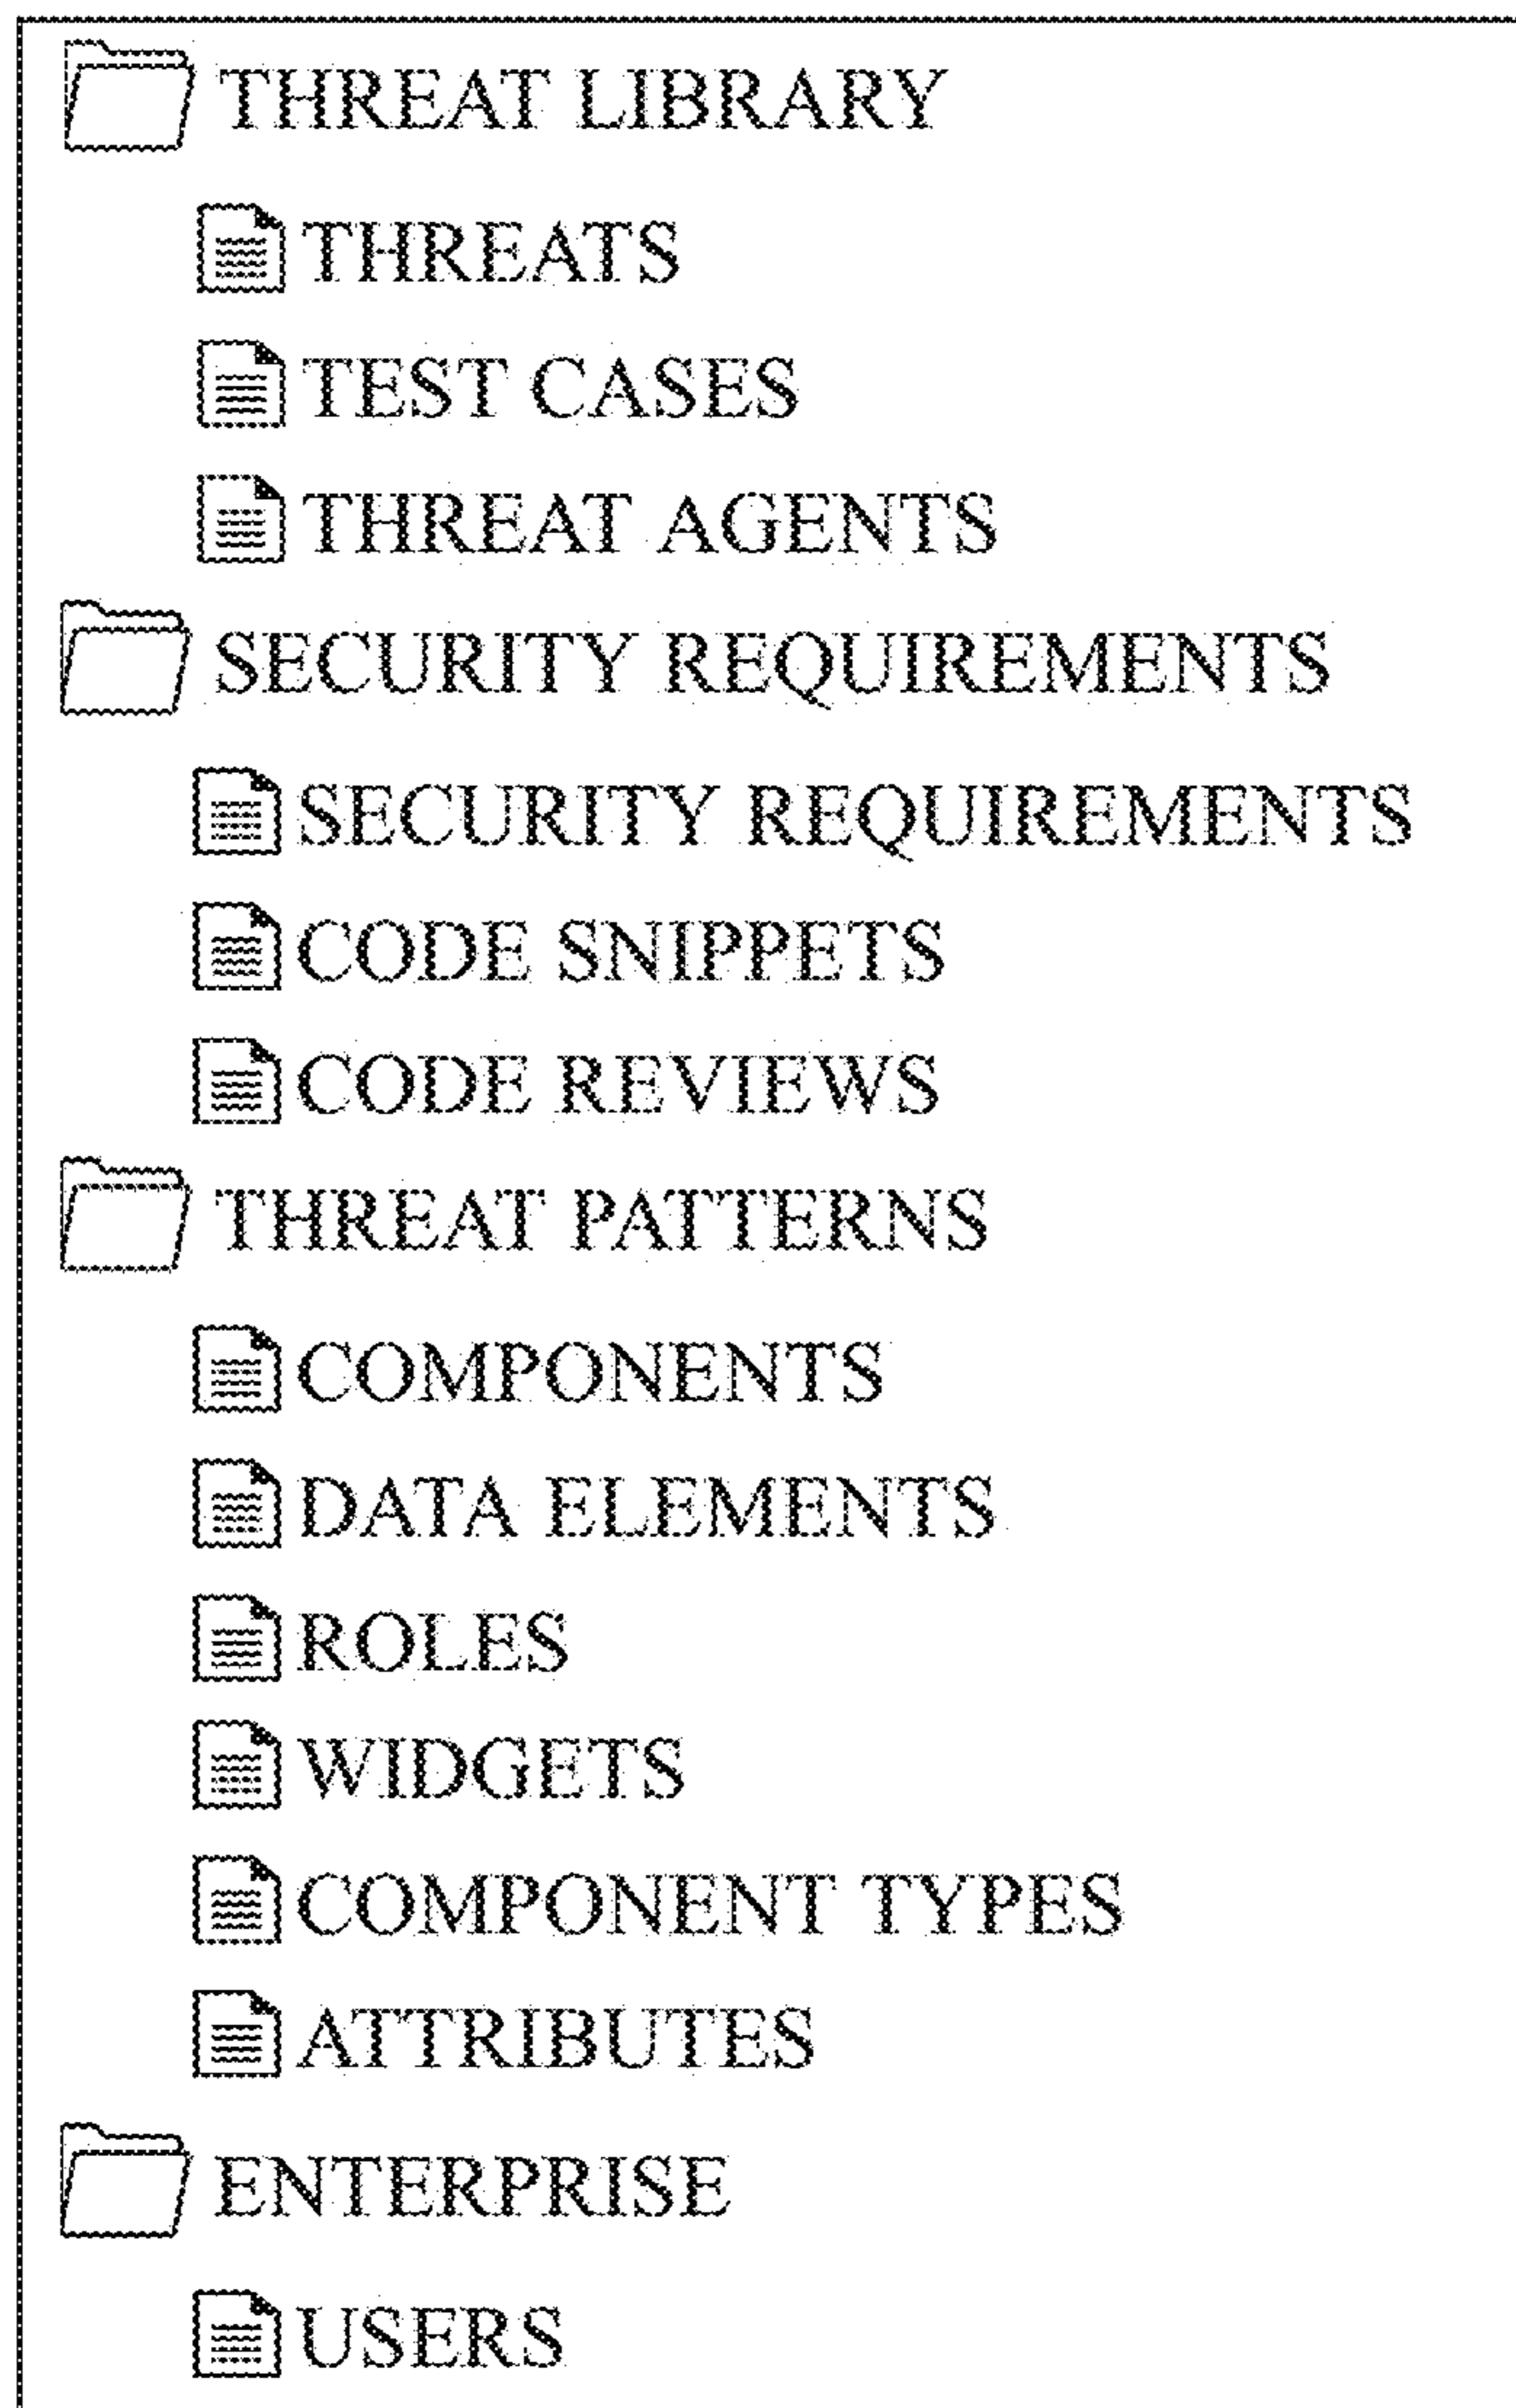 THREAT LIBRARY
THREATS
TEST CASES
THREAT AGENTS
SECURITY REQUIREMENTS
SECURITY REQUIREMENTS
CODE SNIPPETS
CODE REVIEWS
THREAT PATTERNS
COMPONENTS
DATA ELEMENTS
ROLES
WIDGETS
COMPONENT TYPES
ATTRIBUTES
ENTERPRISE
USERS